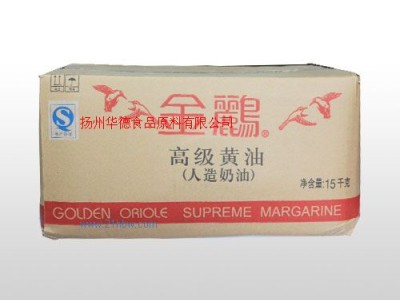 金鸝®
扬州华德食品原料有限公司
高级黄油
(人造奶油)
净含量:15千克
GOLDEN ORIOLE SUPREME MARGARINE